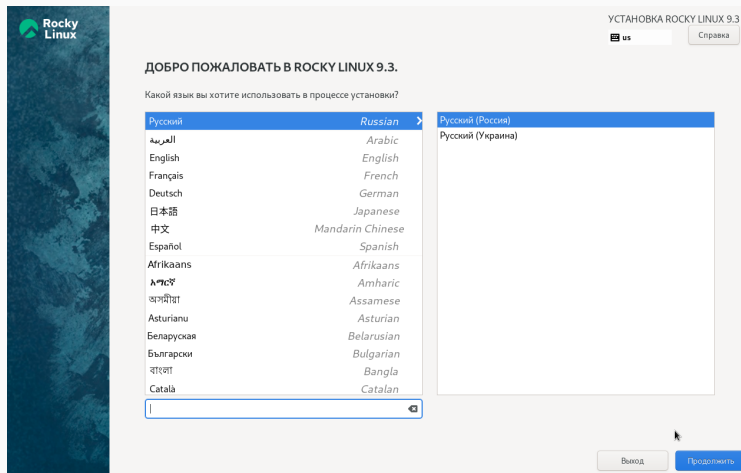 Rocky
Linux
УСТАНОВКА ROCKY LINUX 9.3
us
Справка
ДОБРО ПОЖАЛОВАТЬ В ROCKY LINUX 9.3.
Какой язык вы хотите использовать в процессе установки?
Русский Russian
العربية Arabic
English English
Français French
Deutsch German
日本語 Japanese
中文 Mandarin Chinese
Español Spanish
Afrikaans Afrikaans
አማርኛ Amharic
অসমীয়া Assamese
Asturianu Asturian
Беларуская Belarusian
Български Bulgarian
বাংলা Bangla
Català Catalan
Русский (Россия)
Русский (Украина)
Выход
Продолжить